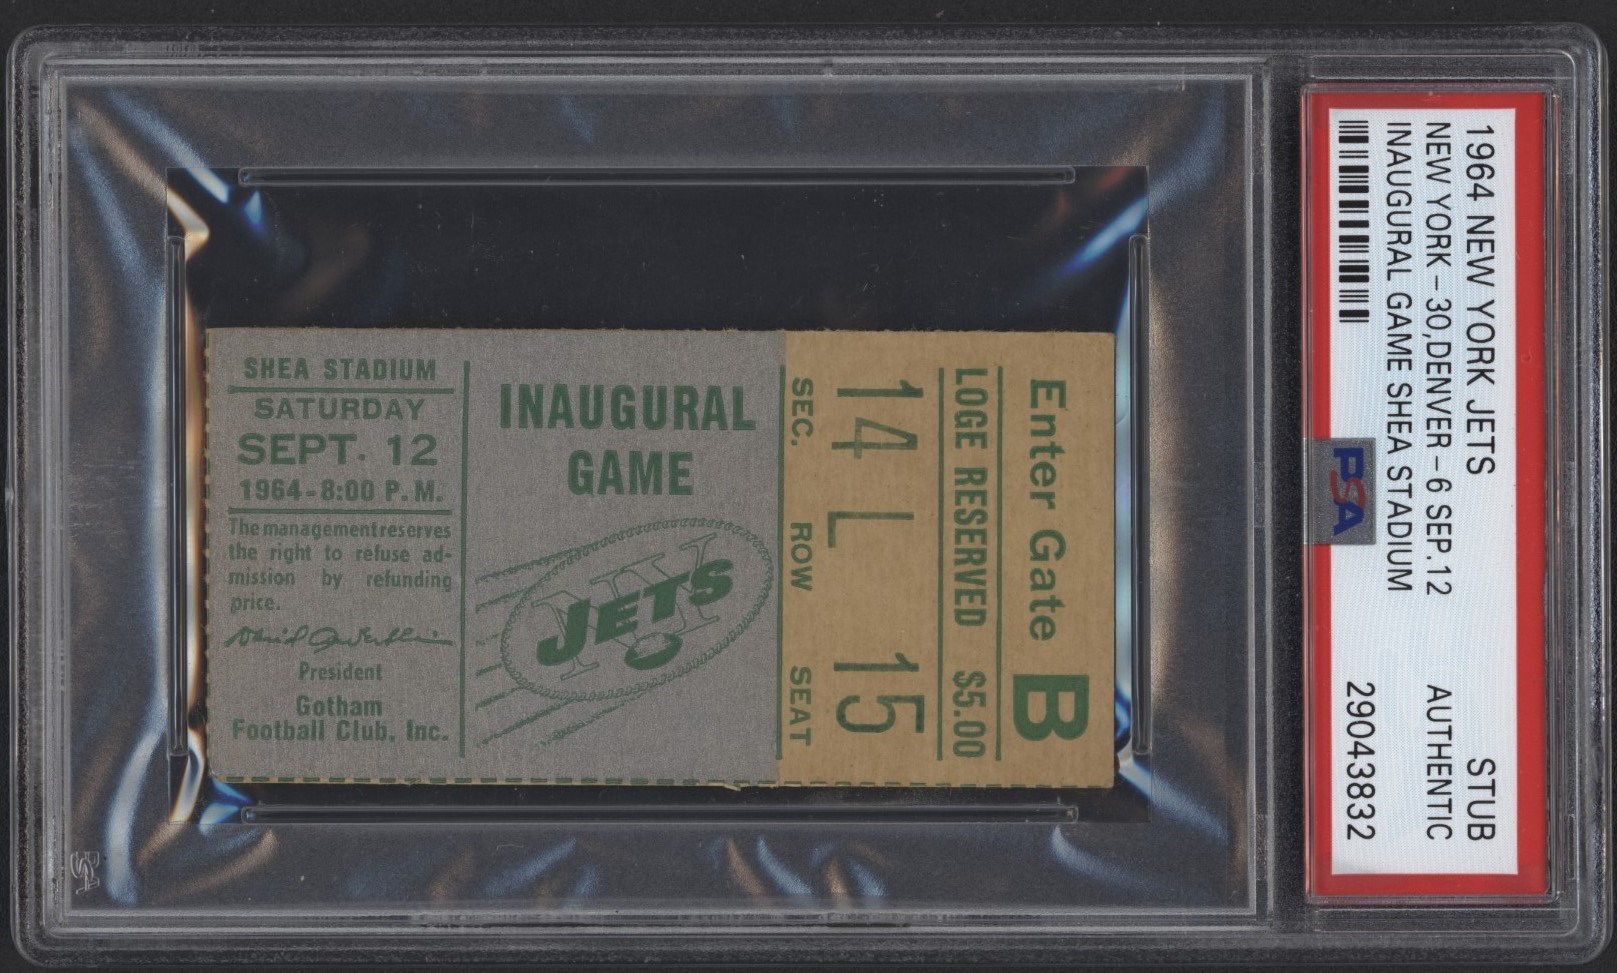 SHEA STADIUM
SATURDAY
SEPT. 12
1964-8:00 P.M.
The management reserves
the right to refuse ad-
mission by refunding
price.
President
Gotham
Football Club, Inc.
INAUGURAL
GAME
NY
JETS
SEC. ROW SEAT
14 L 15
LOGE RESERVED $5.00
Enter Gate B
1964 NEW YORK JETS STUB
NEW YORK - 30,DENVER - 6 SEP.12 AUTHENTIC
INAUGURAL GAME SHEA STADIUM
29043832
PSA
PSA